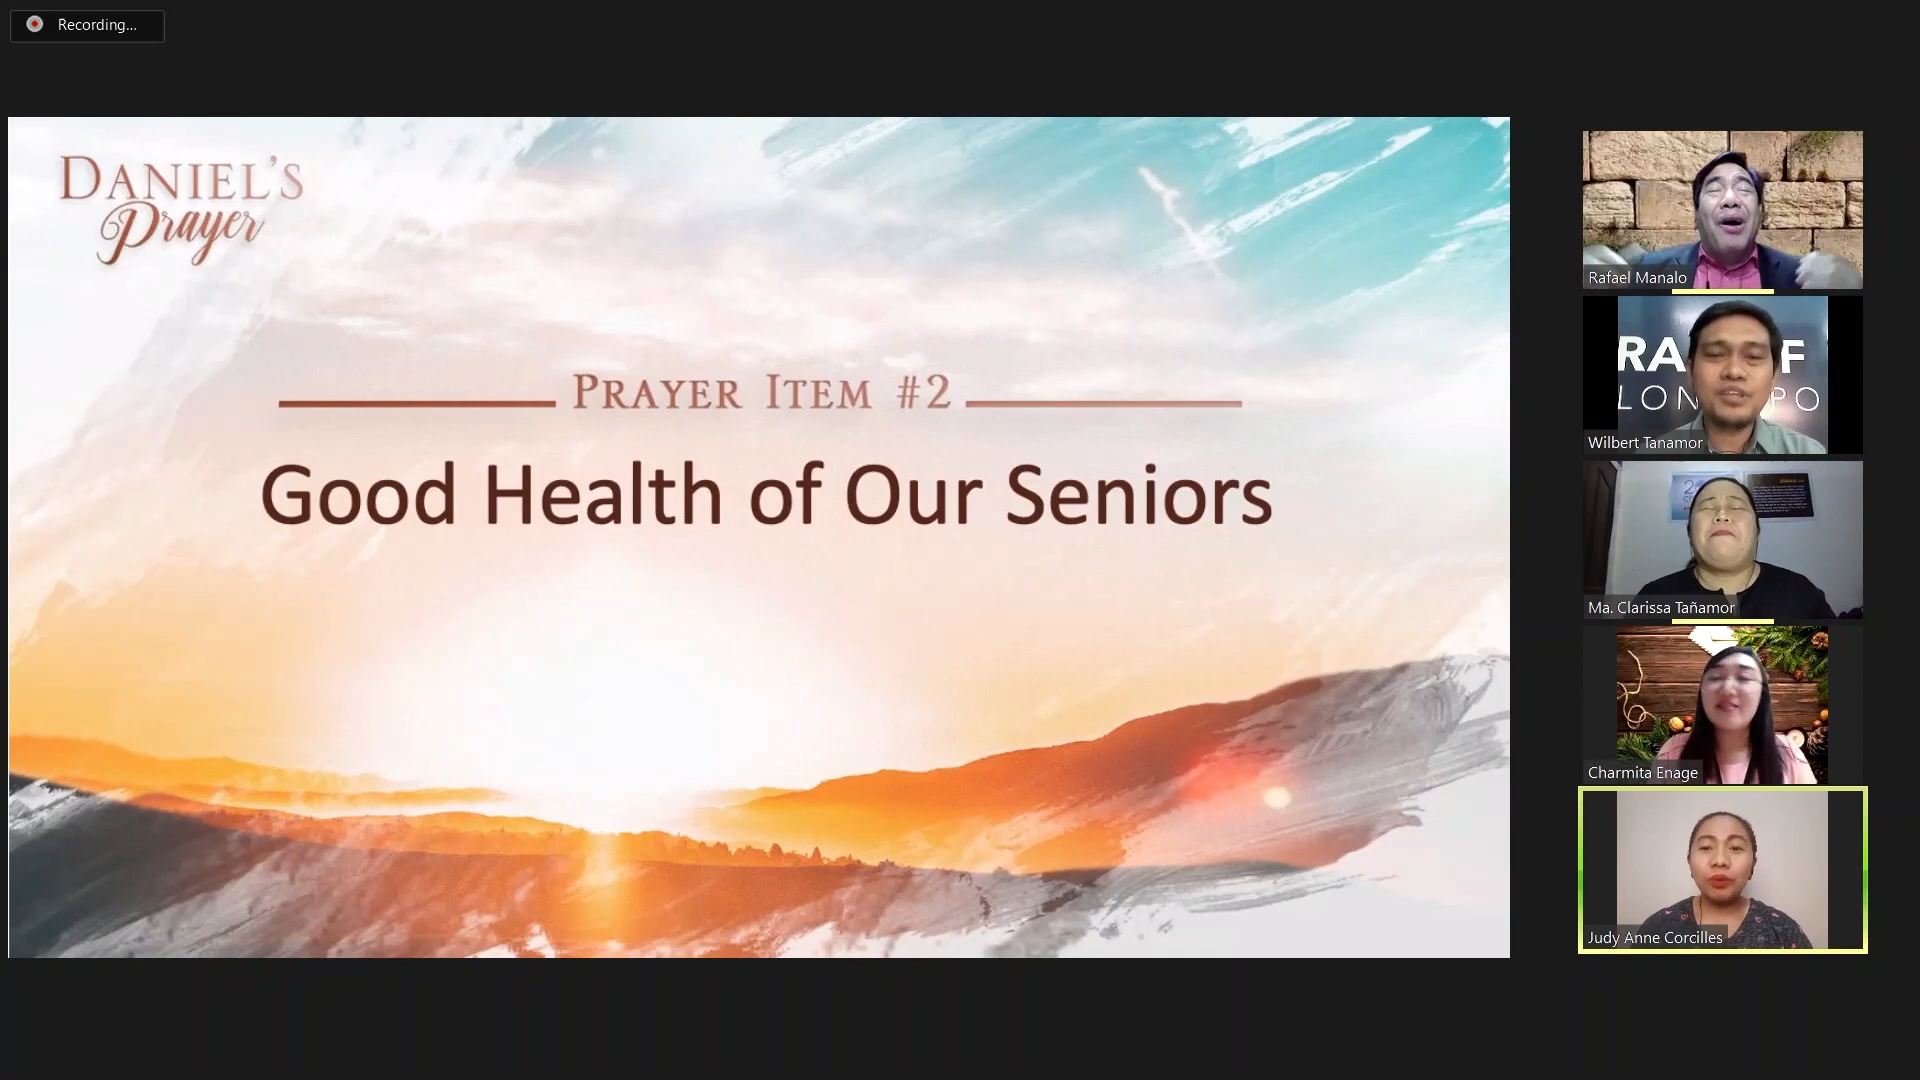 Recording...
DANIEL'S
Prayer
PRAYER ITEM #2
Good Health of Our Seniors
Rafael Manalo
Wilbert Tanamor
Ma. Clarissa Tañamor
Charmita Enage
Judy Anne Corcilles